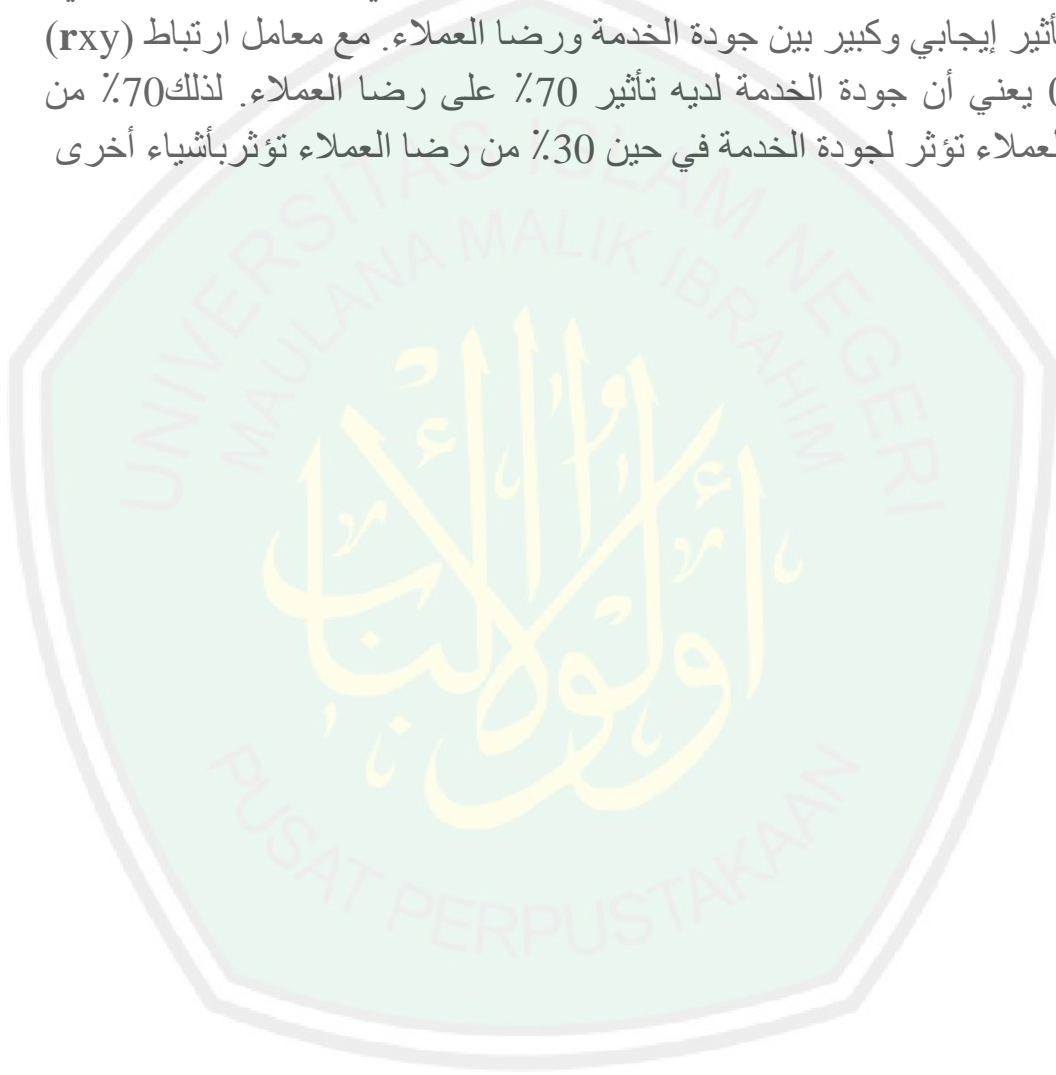 أثير إيجابي وكبير بين جودة الخدمة ورضا العملاء. مع معامل ارتباط (rxy)
يعني أن جودة الخدمة لديه تأثير 70٪ على رضا العملاء. لذلك70٪ من
لعملاء تؤثر لجودة الخدمة في حين 30٪ من رضا العملاء تؤثربأشياء أخرى
UNIVERSITAS ISLAM NEGERI
MAULANA MALIK IBRAHIM
أولوا الألباب
PUSAT PERPUSTAKAAN